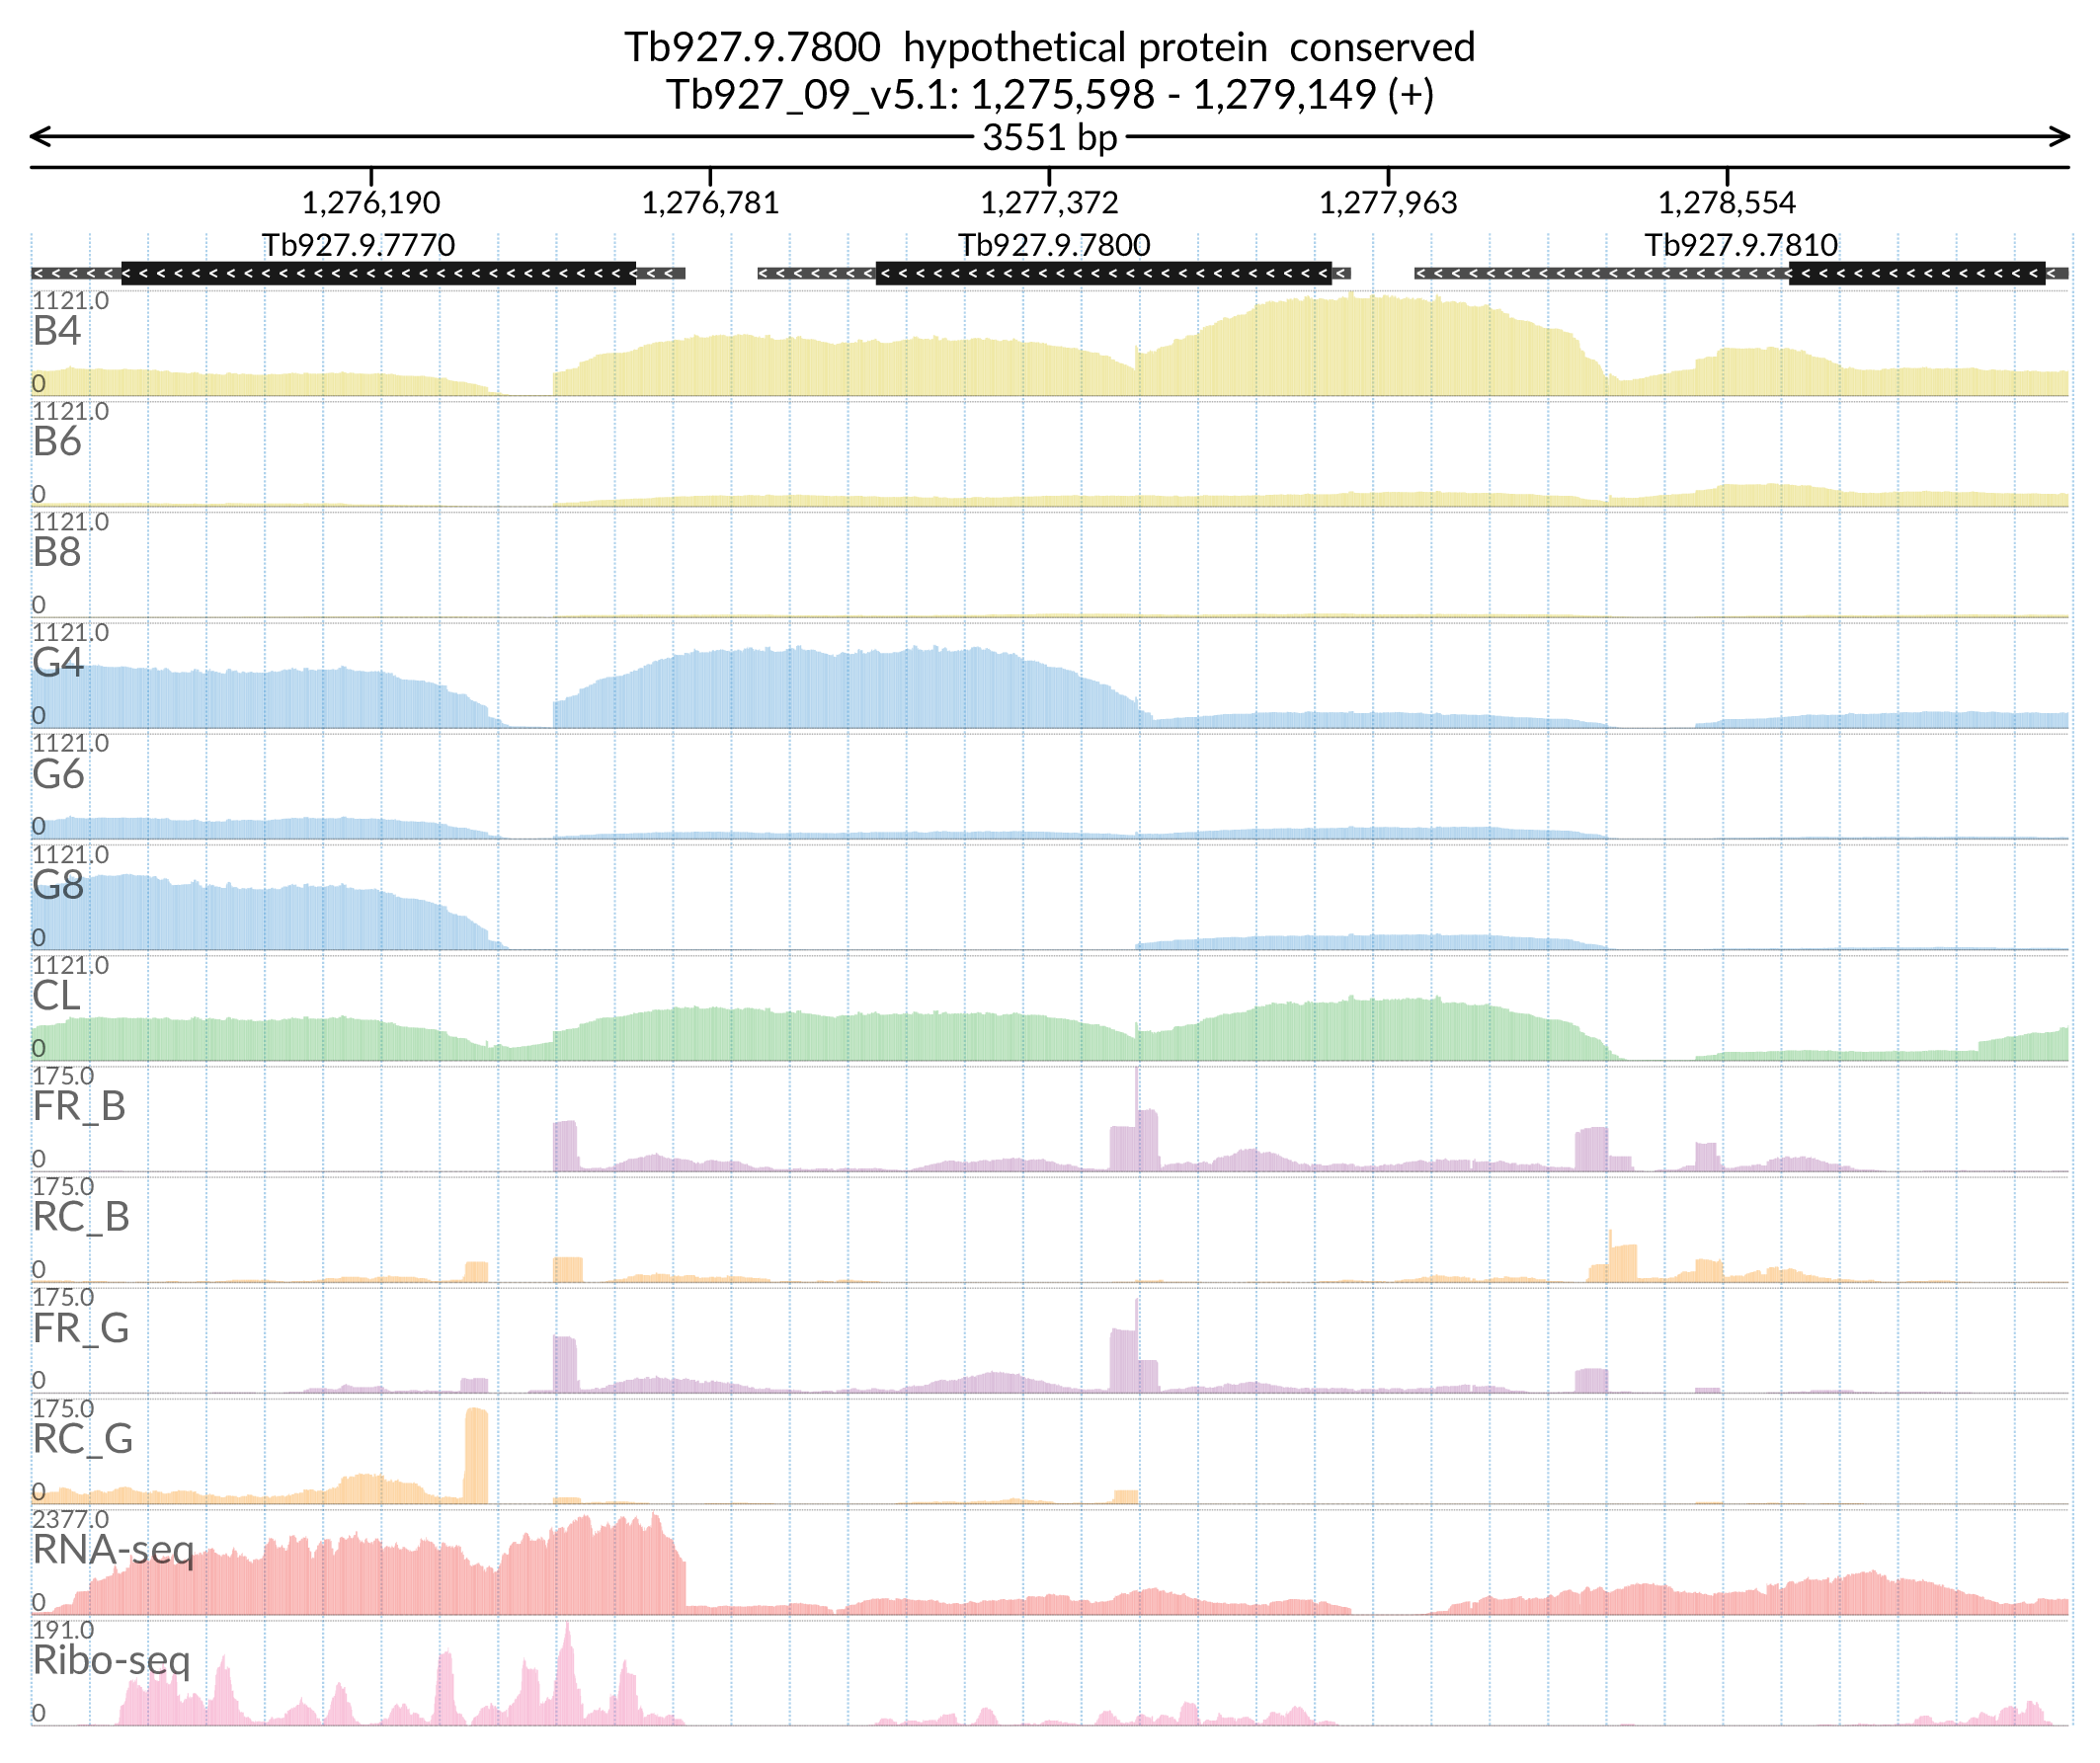 Tb927.9.7800  hypothetical protein  conserved
Tb927_09_v5.1: 1,275,598 - 1,279,149 (+)
3551 bp
1,276,190 1,276,781 1,277,372 1,277,963 1,278,554
Tb927.9.7770 Tb927.9.7800 Tb927.9.7810
1121.0
B4
0
1121.0
B6
0
1121.0
B8
0
1121.0
G4
0
1121.0
G6
0
1121.0
G8
0
1121.0
CL
0
175.0
FR_B
0
175.0
RC_B
0
175.0
FR_G
0
175.0
RC_G
0
2377.0
RNA-seq
0
191.0
Ribo-seq
0